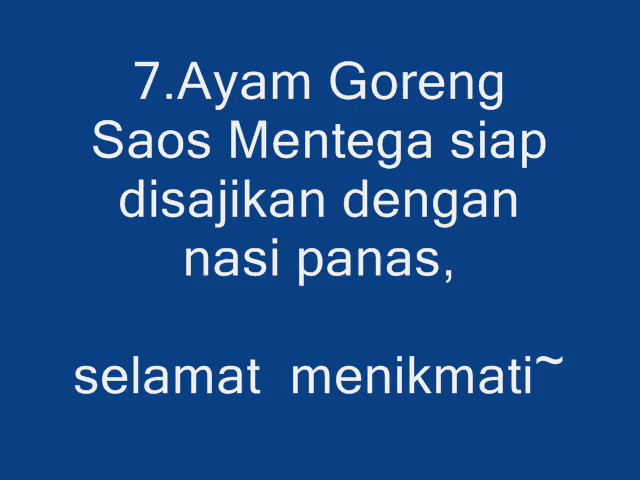 7.Ayam Goreng
Saos Mentega siap
disajikan dengan
nasi panas,
selamat  menikmati~